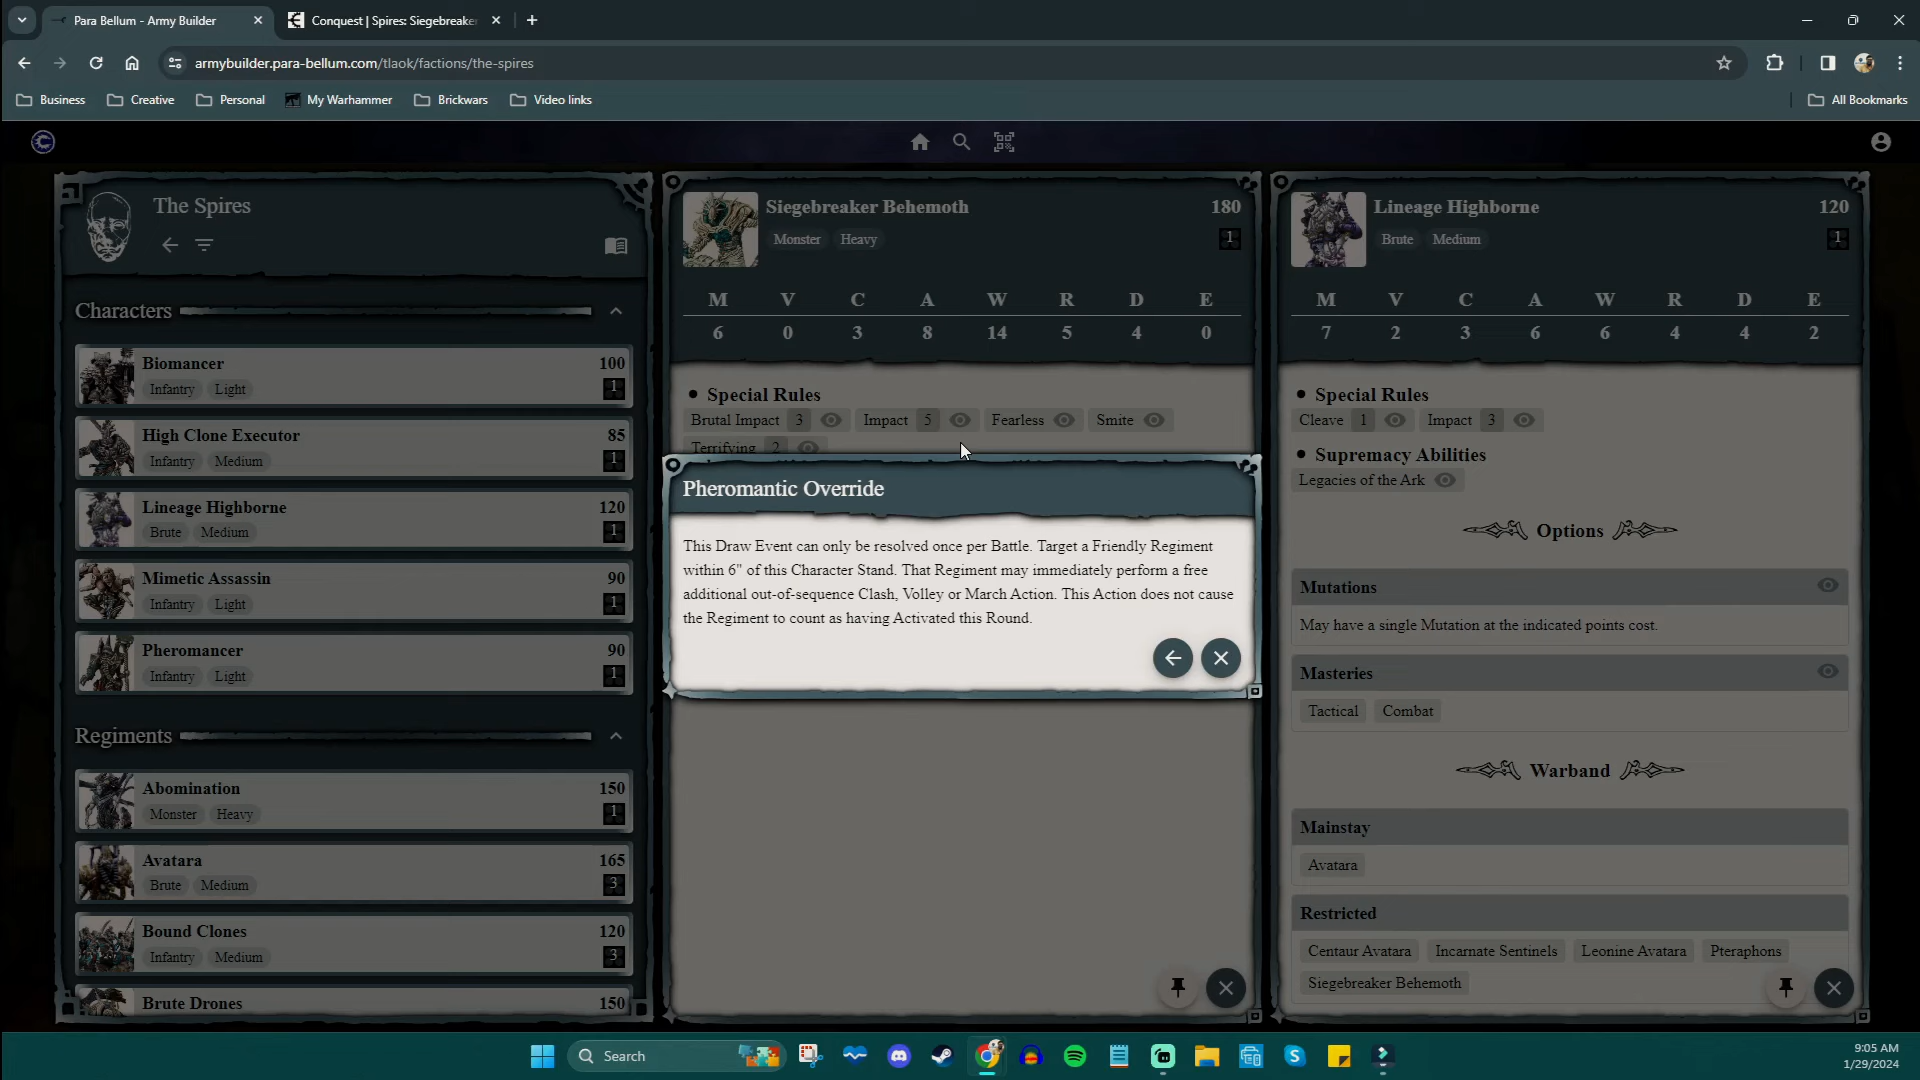 Para Bellum - Army Builder
Conquest | Spires: Siegebreaker
armybuilder.para-bellum.com/tlaok/factions/the-spires
Business
Creative
Personal
My Warhammer
Brickwars
Video links
All Bookmarks
The Spires
Characters
Biomancer 100
Infantry Light 1
High Clone Executor 85
Infantry Medium 1
Lineage Highborne 120
Brute Medium 1
Mimetic Assassin 90
Infantry Light 1
Pheromancer 90
Infantry Light 1
Regiments
Abomination 150
Monster Heavy 1
Avatara 165
Brute Medium 3
Bound Clones 120
Infantry Medium 3
Brute Drones 150
Siegebreaker Behemoth 180
Monster Heavy 1
M V C A W R D E
6 0 3 8 14 5 4 0
Special Rules
Brutal Impact 3 Impact 5 Fearless Smite
Terrifying 2
Pheromantic Override
This Draw Event can only be resolved once per Battle. Target a Friendly Regiment
within 6" of this Character Stand. That Regiment may immediately perform a free
additional out-of-sequence Clash, Volley or March Action. This Action does not cause
the Regiment to count as having Activated this Round.
Lineage Highborne 120
Brute Medium 1
M V C A W R D E
7 2 3 6 6 4 4 2
Special Rules
Cleave 1 Impact 3
Supremacy Abilities
Legacies of the Ark
Options
Mutations
May have a single Mutation at the indicated points cost.
Masteries
Tactical Combat
Warband
Mainstay
Avatara
Restricted
Centaur Avatara Incarnate Sentinels Leonine Avatara Pteraphons
Siegebreaker Behemoth
Search
9:05 AM
1/29/2024